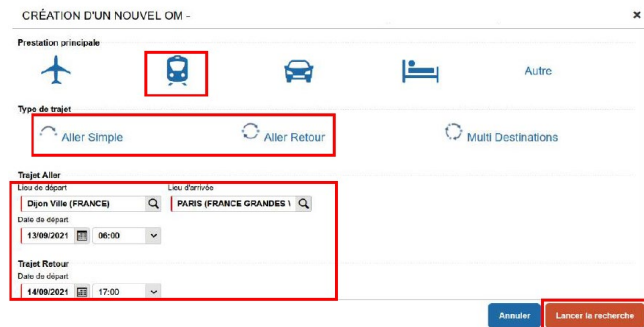 CRÉATION D'UN NOUVEL OM -
Prestation principale
Autre
Type de trajet
Aller Simple
Aller Retour
Multi Destinations
Trajet Aller
Lieu de départ
Lieu d'arrivée
Dijon Ville (FRANCE)
PARIS (FRANCE GRANDES
Date de départ
13/09/2021
06:00
Trajet Retour
Date de départ
14/09/2021
17:00
Annuler
Lancer la recherche